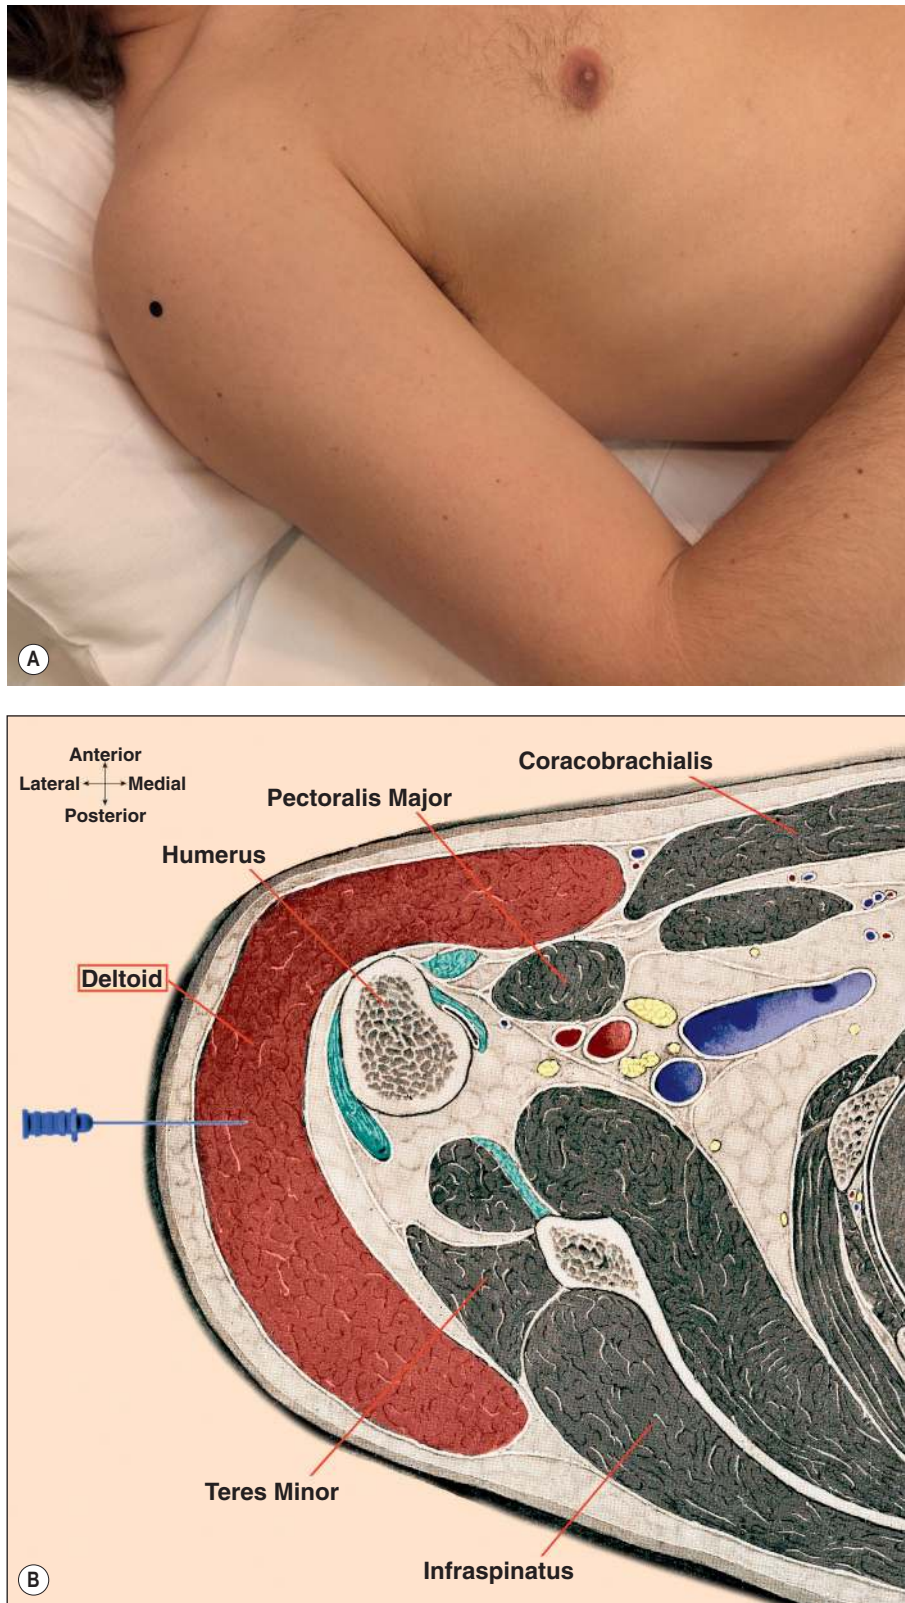 A
Anterior
Lateral Medial
Posterior
Coracobrachialis
Pectoralis Major
Humerus
Deltoid
Teres Minor
Infraspinatus
B